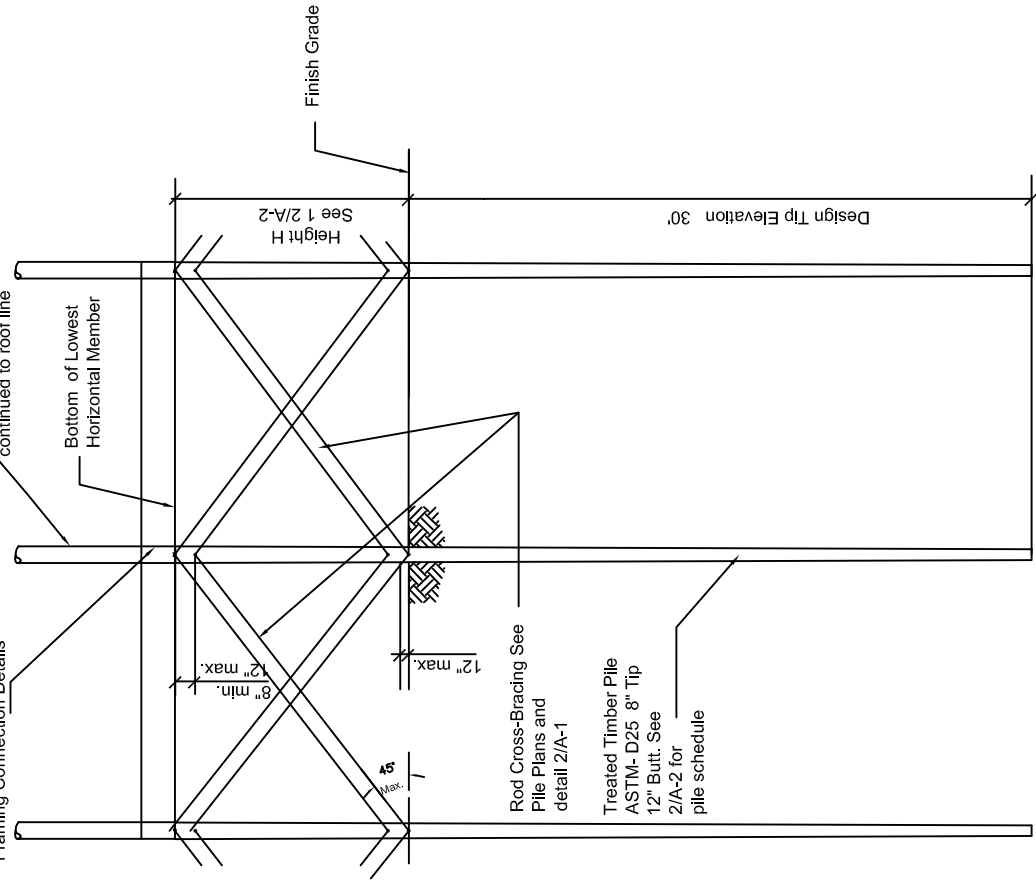 Framing Connection Details
continued to roof line
Bottom of Lowest
Horizontal Member
Finish Grade
Height H
See 1 2/A-2
Design Tip Elevation 30'
8" min.
12" max.
12" max.
45°
Max.
Rod Cross-Bracing See
Pile Plans and
detail 2/A-1
Treated Timber Pile
ASTM- D25 8" Tip
12" Butt. See
2/A-2 for
pile schedule